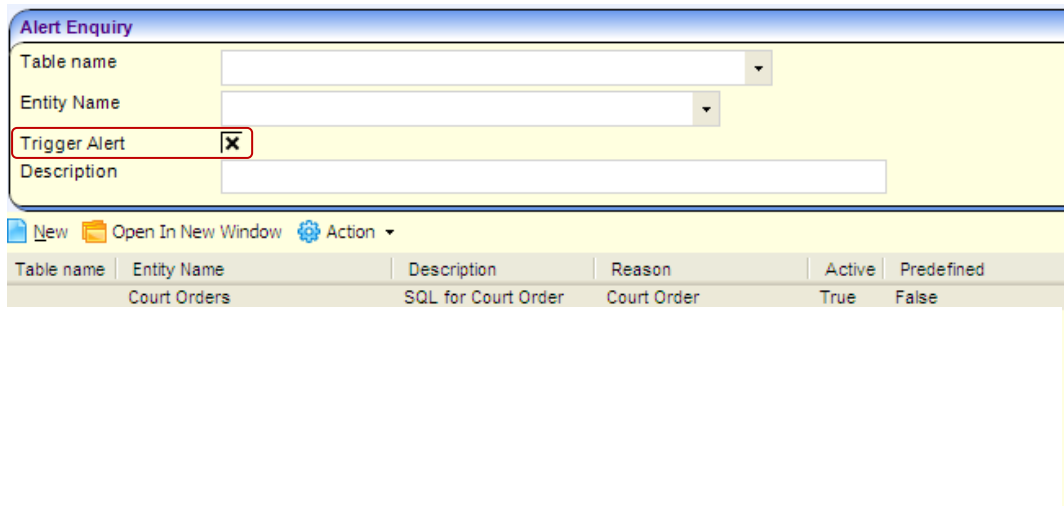 Alert Enquiry
Table name
Entity Name
Trigger Alert
Description
New Open In New Window Action
Table name Entity Name Description Reason Active Predefined
Court Orders SQL for Court Order Court Order True False